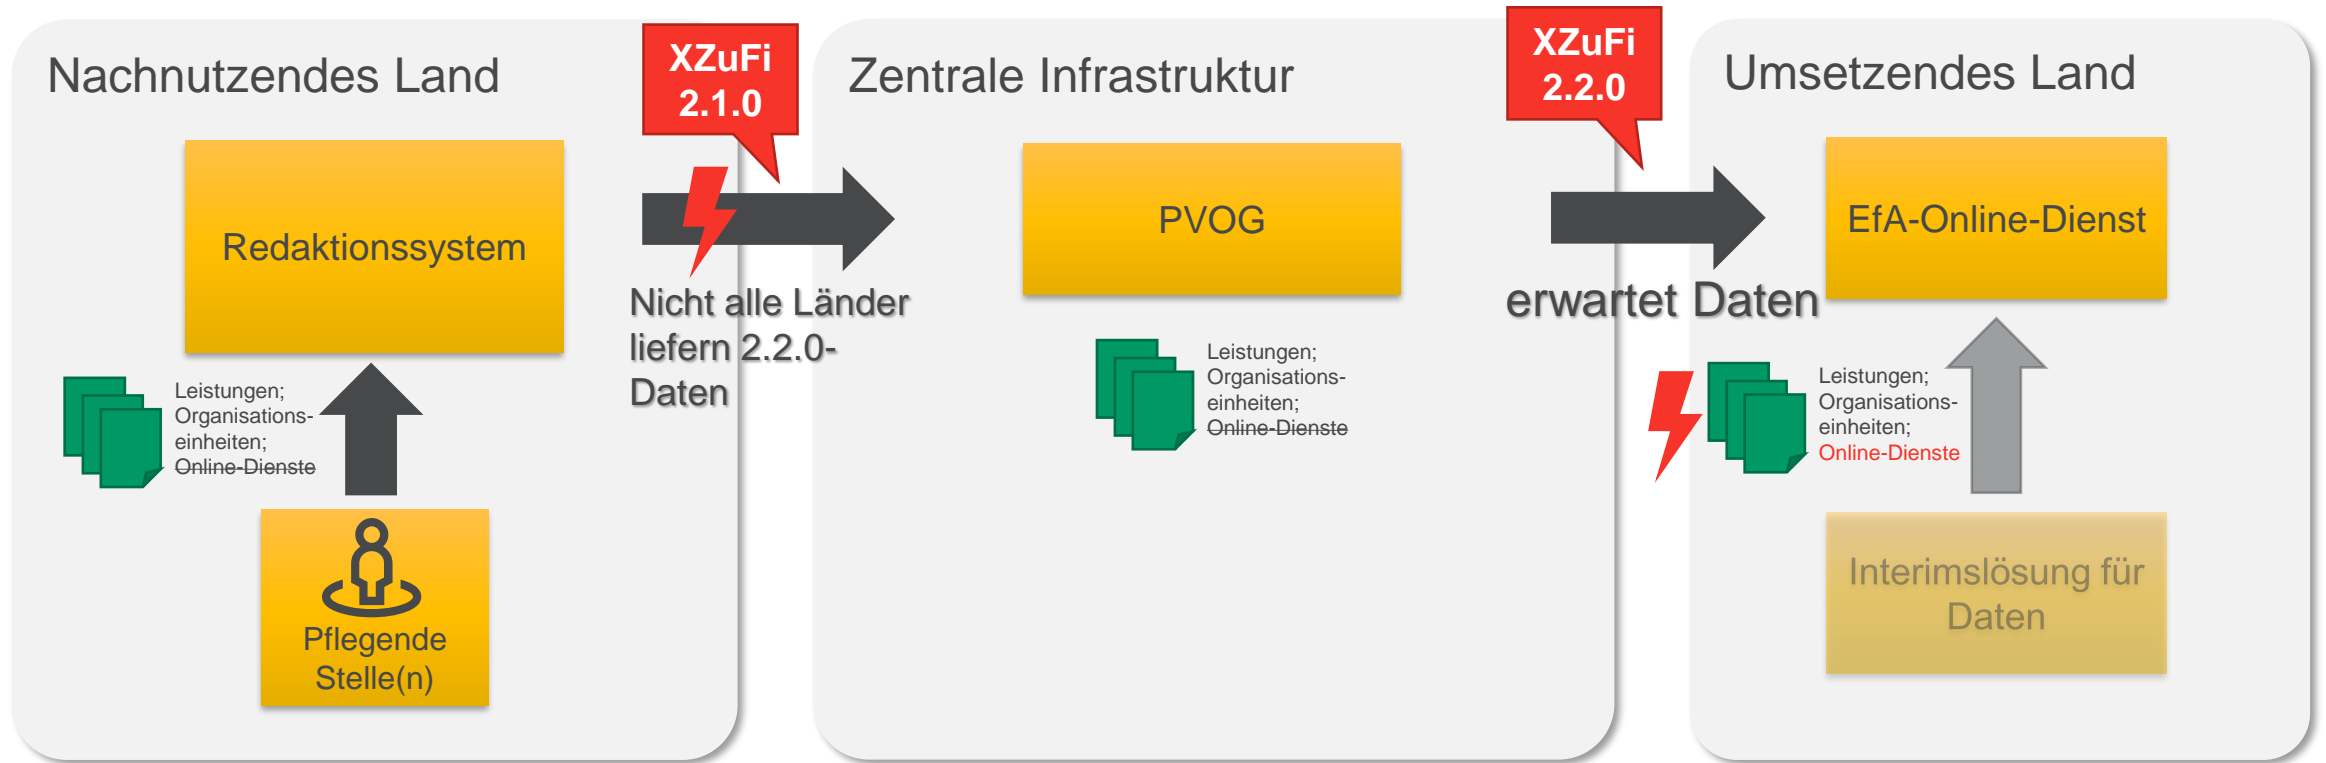 Nachnutzendes Land
XZuFi
2.1.0
Redaktionssystem
Nicht alle Länder
liefern 2.2.0-
Daten
Leistungen;
Organisations-
einheiten;
Online-Dienste
Pflegende
Stelle(n)
Zentrale Infrastruktur
PVOG
Leistungen;
Organisations-
einheiten;
Online-Dienste
XZuFi
2.2.0
erwartet Daten
Umsetzendes Land
EfA-Online-Dienst
Leistungen;
Organisations-
einheiten;
Online-Dienste
Interimslösung für
Daten